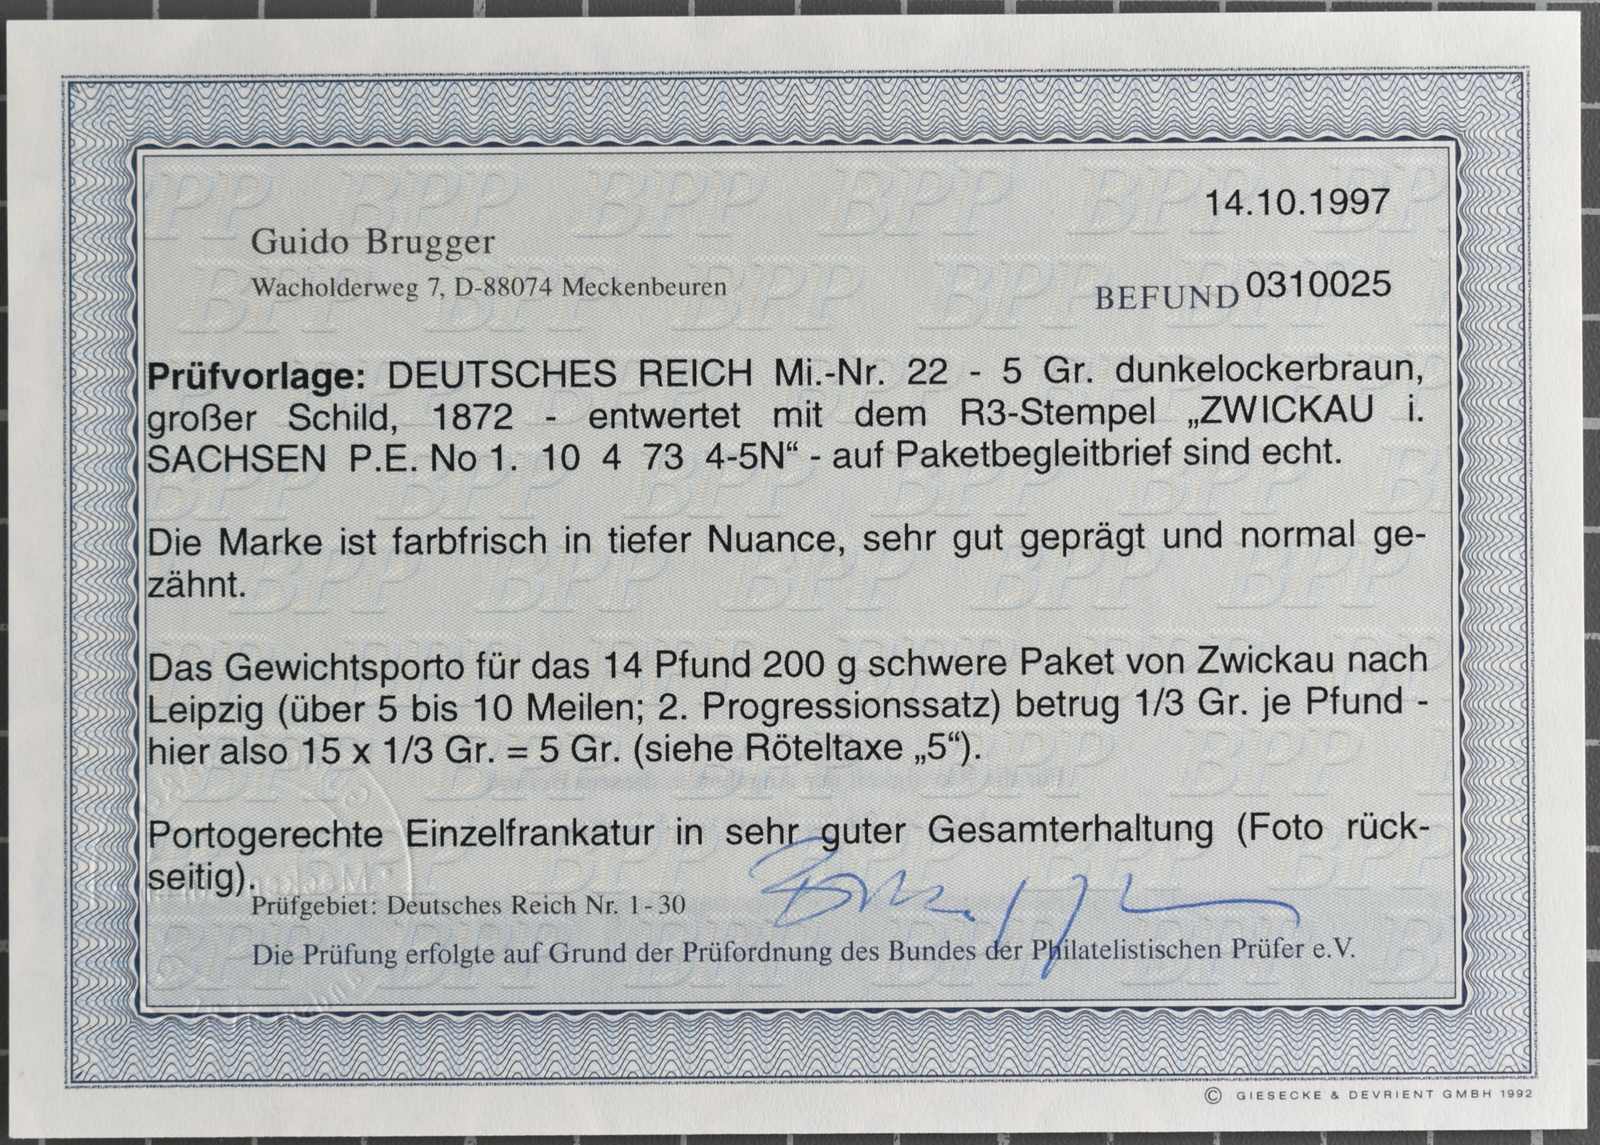 14.10.1997
Guido Brugger
Wacholderweg 7, D-88074 Meckenbeuren
BEFUND 0310025
Prüfvorlage: DEUTSCHES REICH Mi.-Nr. 22 - 5 Gr. dunkelockerbraun,
großer Schild, 1872 - entwertet mit dem R3-Stempel „ZWICKAU i.
SACHSEN P.E. No 1. 10 4 73 4-5N“ - auf Paketbegleitbrief sind echt.
Die Marke ist farbfrisch in tiefer Nuance, sehr gut geprägt und normal ge-
zähnt.
Das Gewichtsporto für das 14 Pfund 200 g schwere Paket von Zwickau nach
Leipzig (über 5 bis 10 Meilen; 2. Progressionssatz) betrug 1/3 Gr. je Pfund -
hier also 15 x 1/3 Gr. = 5 Gr. (siehe Röteltaxe „5“).
Portogerechte Einzelfrankatur in sehr guter Gesamterhaltung (Foto rück-
seitig).
Prüfgebiet: Deutsches Reich Nr. 1-30
Die Prüfung erfolgte auf Grund der Prüfordnung des Bundes der Philatelistischen Prüfer e.V.
© GIESECKE & DEVRIENT GMBH 1992